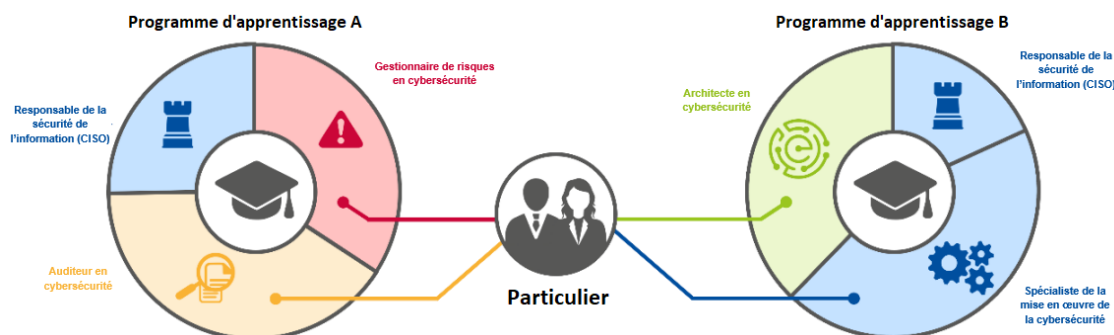 Programme d'apprentissage A
Programme d'apprentissage B
Gestionnaire de risques
en cybersécurité
Responsable de la
sécurité de
l'information (CISO)
Auditeur en
cybersécurité
Particulier
Architecte en
cybersécurité
Responsable de la
sécurité de
l'information (CISO)
Spécialiste de la
mise en œuvre de
la cybersécurité